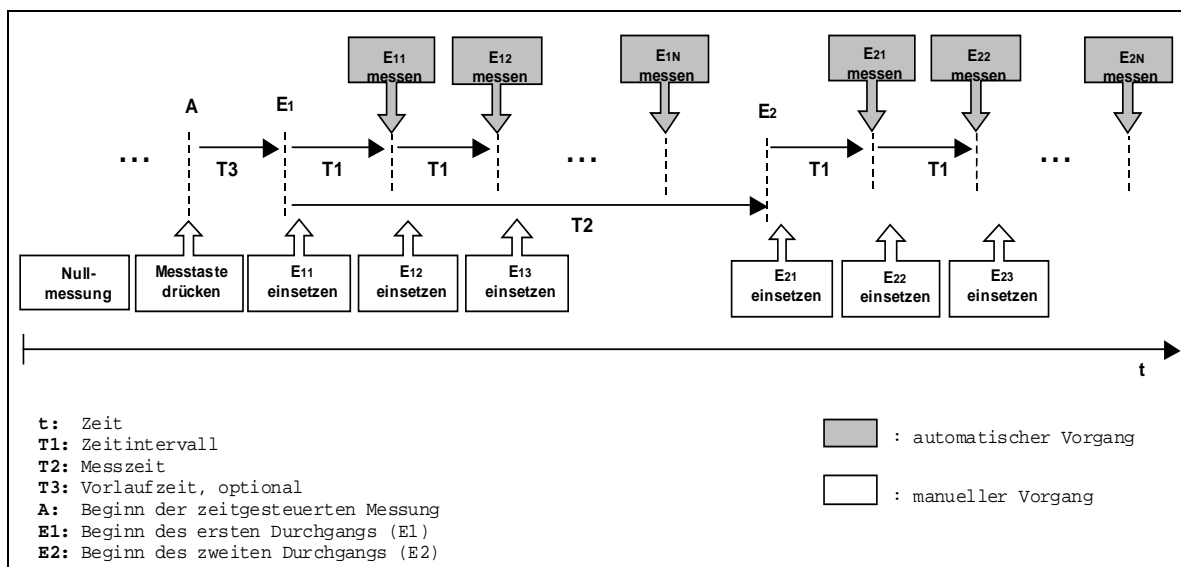 E11 messen
E12 messen
E1N messen
E21 messen
E22 messen
E2N messen
A
E1
E2
...
T3
T1
T1
...
T1
T1
...
T2
Null-
messung
Messtaste
drücken
E11
einsetzen
E12
einsetzen
E13
einsetzen
E21
einsetzen
E22
einsetzen
E23
einsetzen
t
t: Zeit
T1: Zeitintervall
T2: Messzeit
T3: Vorlaufzeit, optional
A: Beginn der zeitgesteuerten Messung
E1: Beginn des ersten Durchgangs (E1)
E2: Beginn des zweiten Durchgangs (E2)
: automatischer Vorgang
: manueller Vorgang